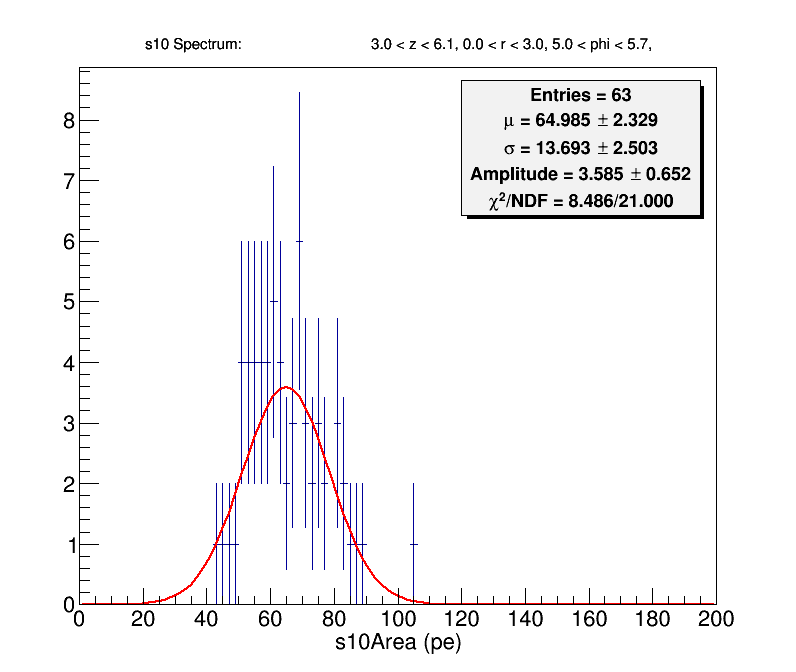 s10 Spectrum: 3.0 < z < 6.1, 0.0 < r < 3.0, 5.0 < phi < 5.7,
Entries = 63
μ = 64.985 ± 2.329
σ = 13.693 ± 2.503
Amplitude = 3.585 ± 0.652
χ²/NDF = 8.486/21.000
8
7
6
5
4
3
2
1
0
0 20 40 60 80 100 120 140 160 180 200
s10Area (pe)